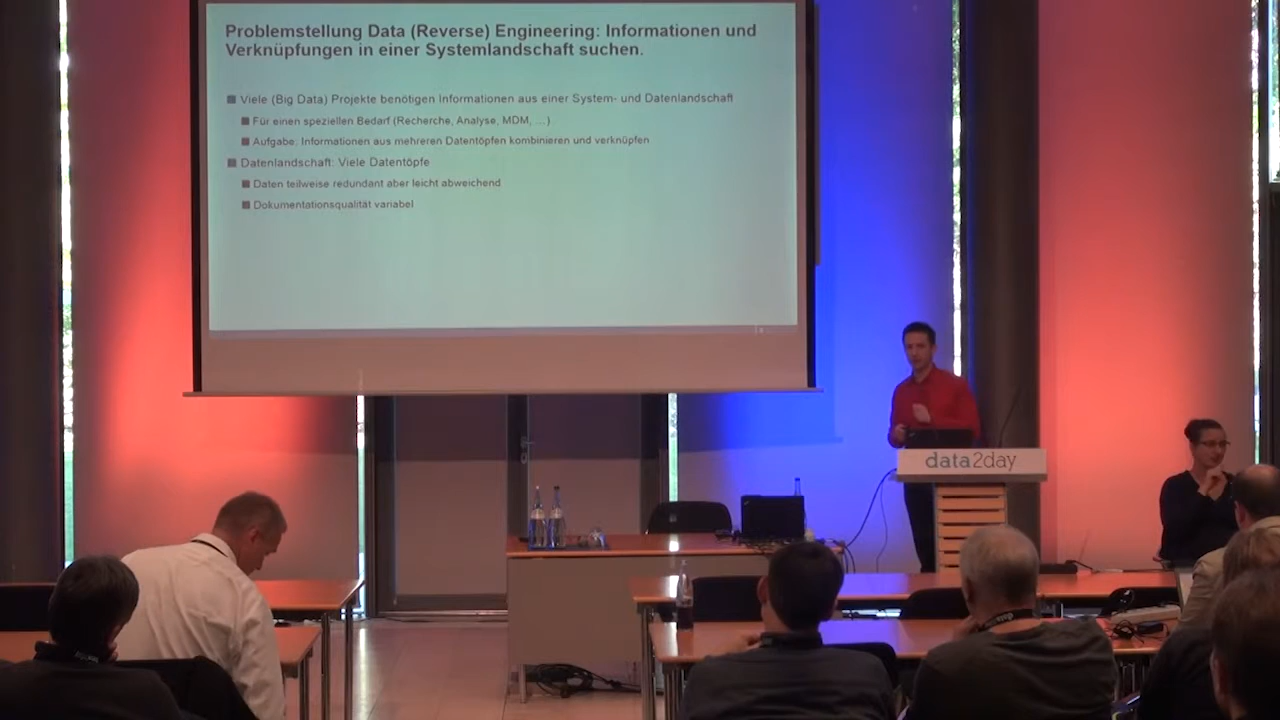 Problemstellung Data (Reverse) Engineering: Informationen und
Verknüpfungen in einer Systemlandschaft suchen.
Viele (Big Data) Projekte benötigen Informationen aus einer System- und Datenlandschaft
Für einen speziellen Bedarf (Recherche, Analyse, MDM, ...)
Aufgabe: Informationen aus mehreren Datentöpfen kombinieren und verknüpfen
Datenlandschaft: Viele Datentöpfe
Daten teilweise redundant aber leicht abweichend
Dokumentationsqualität variabel
data2day